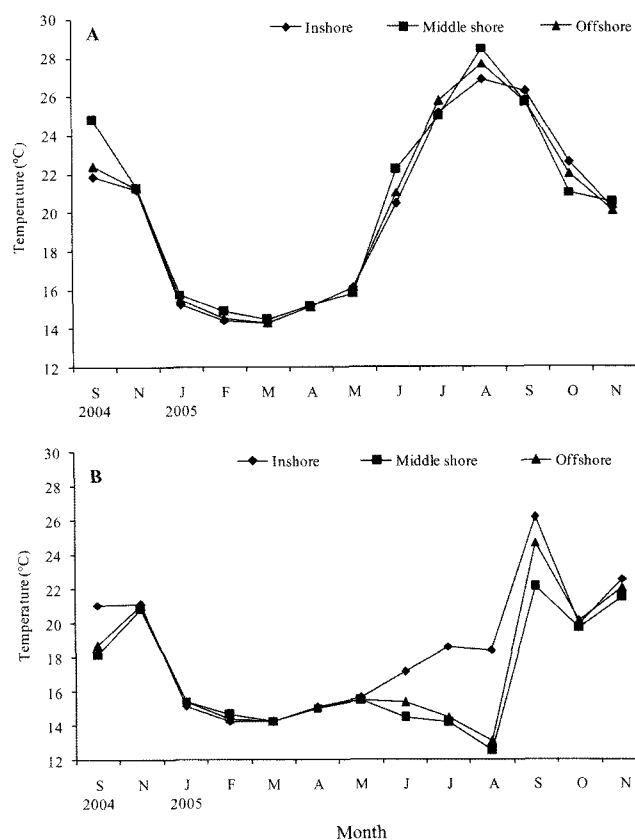 A
Inshore Middle shore Offshore
Temperature (°C)
30
28
26
24
22
20
18
16
14
12
S N J F M A M J J A S O N
2004 2005
B
Inshore Middle shore Offshore
Temperature (°C)
30
28
26
24
22
20
18
16
14
12
S N J F M A M J J A S O N
2004 2005
Month